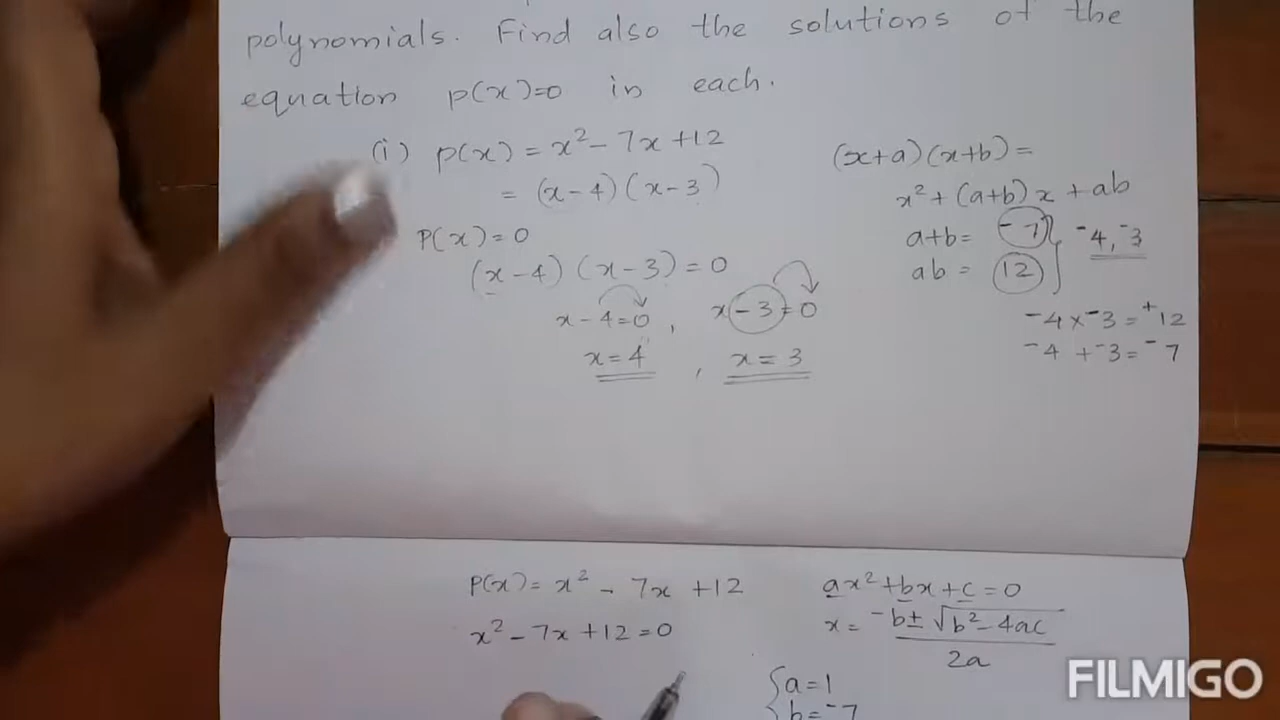 polynomials. Find also the solutions of the
equation p(x)=0 in each.
(i) p(x) = x² - 7x + 12
= (x-4)(x-3)
P(x) = 0
(x-4) (x-3) = 0
x-4=0, x-3=0
x=4, x=3
(x+a)(x+b) =
x² + (a+b)x + ab
a+b = -7} -4, -3
ab = 12
-4 x -3 = +12
-4 + -3 = -7
P(x) = x² - 7x + 12
x² - 7x + 12 = 0
ax² + bx + c = 0
x = -b ± √b² - 4ac
2a
{a=1
b=-7
FILMIGO